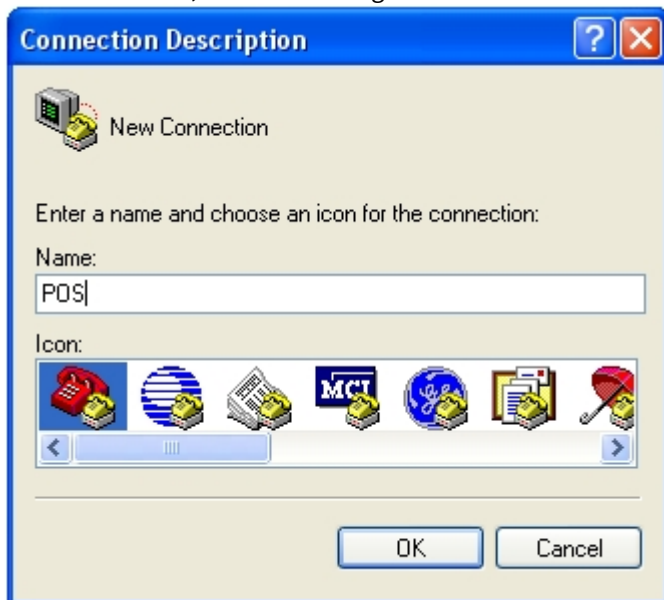 Connection Description
New Connection
Enter a name and choose an icon for the connection:
Name:
POS
Icon:
MCI
OK Cancel